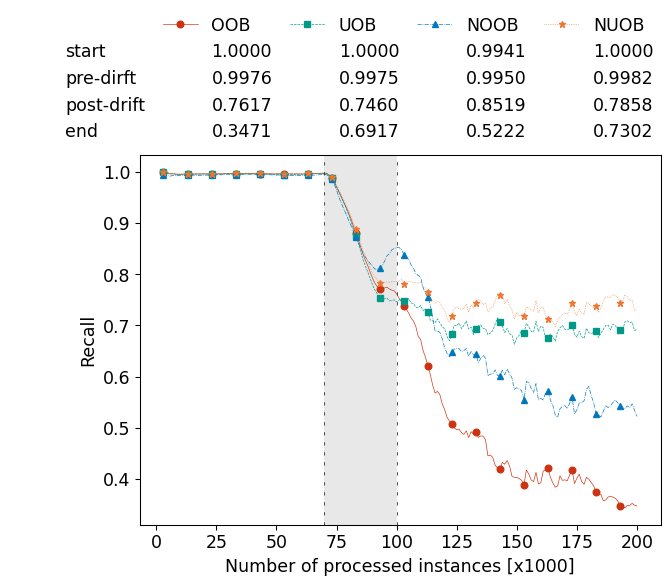 OOB UOB NOOB NUOB
start 1.0000 1.0000 0.9941 1.0000
pre-dirft 0.9976 0.9975 0.9950 0.9982
post-drift 0.7617 0.7460 0.8519 0.7858
end 0.3471 0.6917 0.5222 0.7302
1.0
0.9
0.8
0.7
0.6
0.5
0.4
Recall
0 25 50 75 100 125 150 175 200
Number of processed instances [x1000]